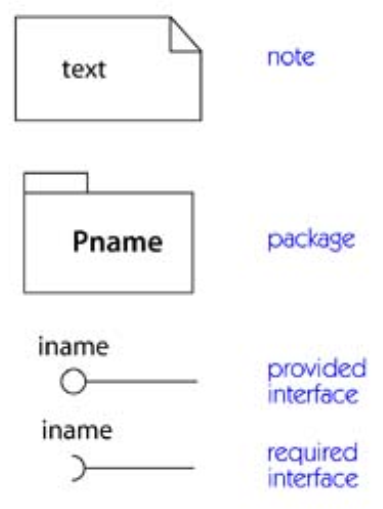 text
note
Pname
package
iname
provided
interface
iname
required
interface